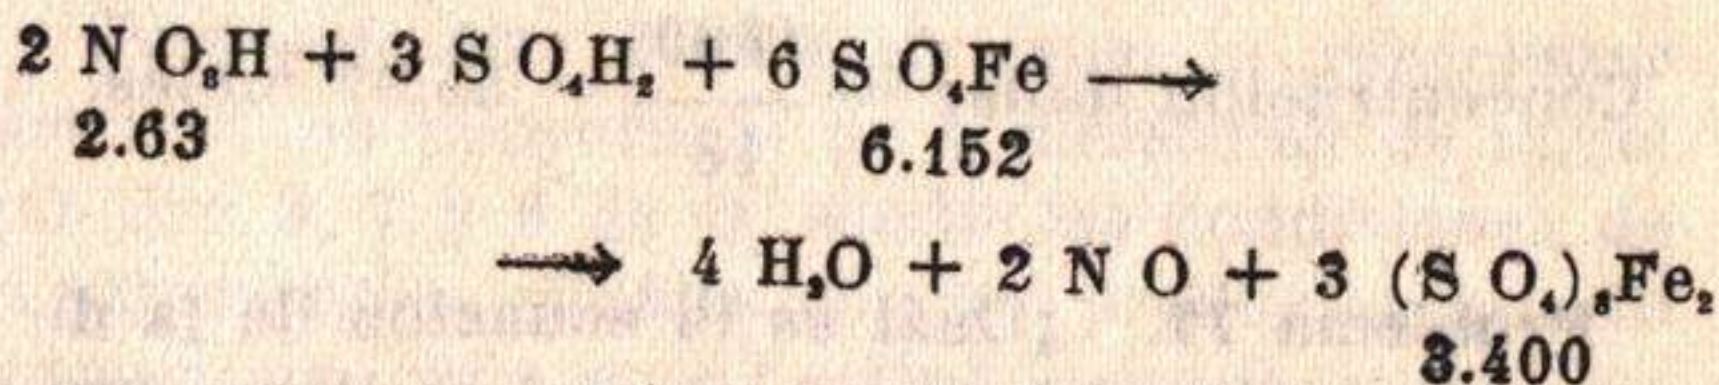 2 N O₃H + 3 S O₄H₂ + 6 S O₄Fe ⟶
2.63 6.152
⟶ 4 H₂O + 2 N O + 3 (S O₄)₃Fe₂
3.400